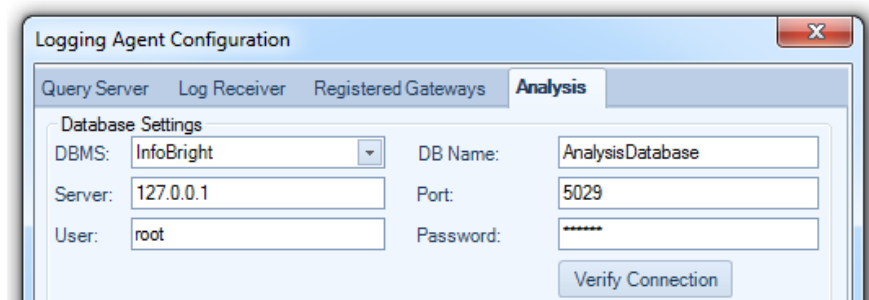 Logging Agent Configuration
Query Server Log Receiver Registered Gateways Analysis
Database Settings
DBMS: InfoBright DB Name: AnalysisDatabase
Server: 127.0.0.1 Port: 5029
User: root Password: ******
Verify Connection